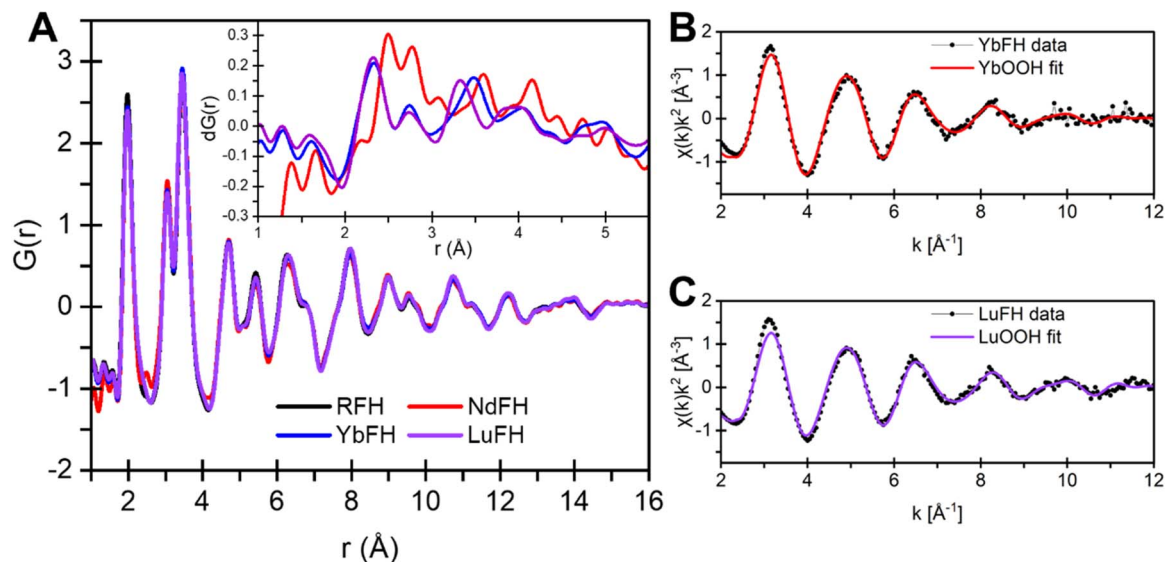 A
G(r)
3
2
1
0
-1
-2
2 4 6 8 10 12 14 16
r (Å)
RFH NdFH
YbFH LuFH
dG(r)
0.3
0.2
0.1
0.0
-0.1
-0.2
-0.3
1 2 3 4 5
r (Å)
B
YbFH data
YbOOH fit
χ(k)k² [Å⁻³]
2
1
0
-1
2 4 6 8 10 12
k [Å⁻¹]
C
LuFH data
LuOOH fit
χ(k)k² [Å⁻³]
2
1
0
-1
2 4 6 8 10 12
k [Å⁻¹]